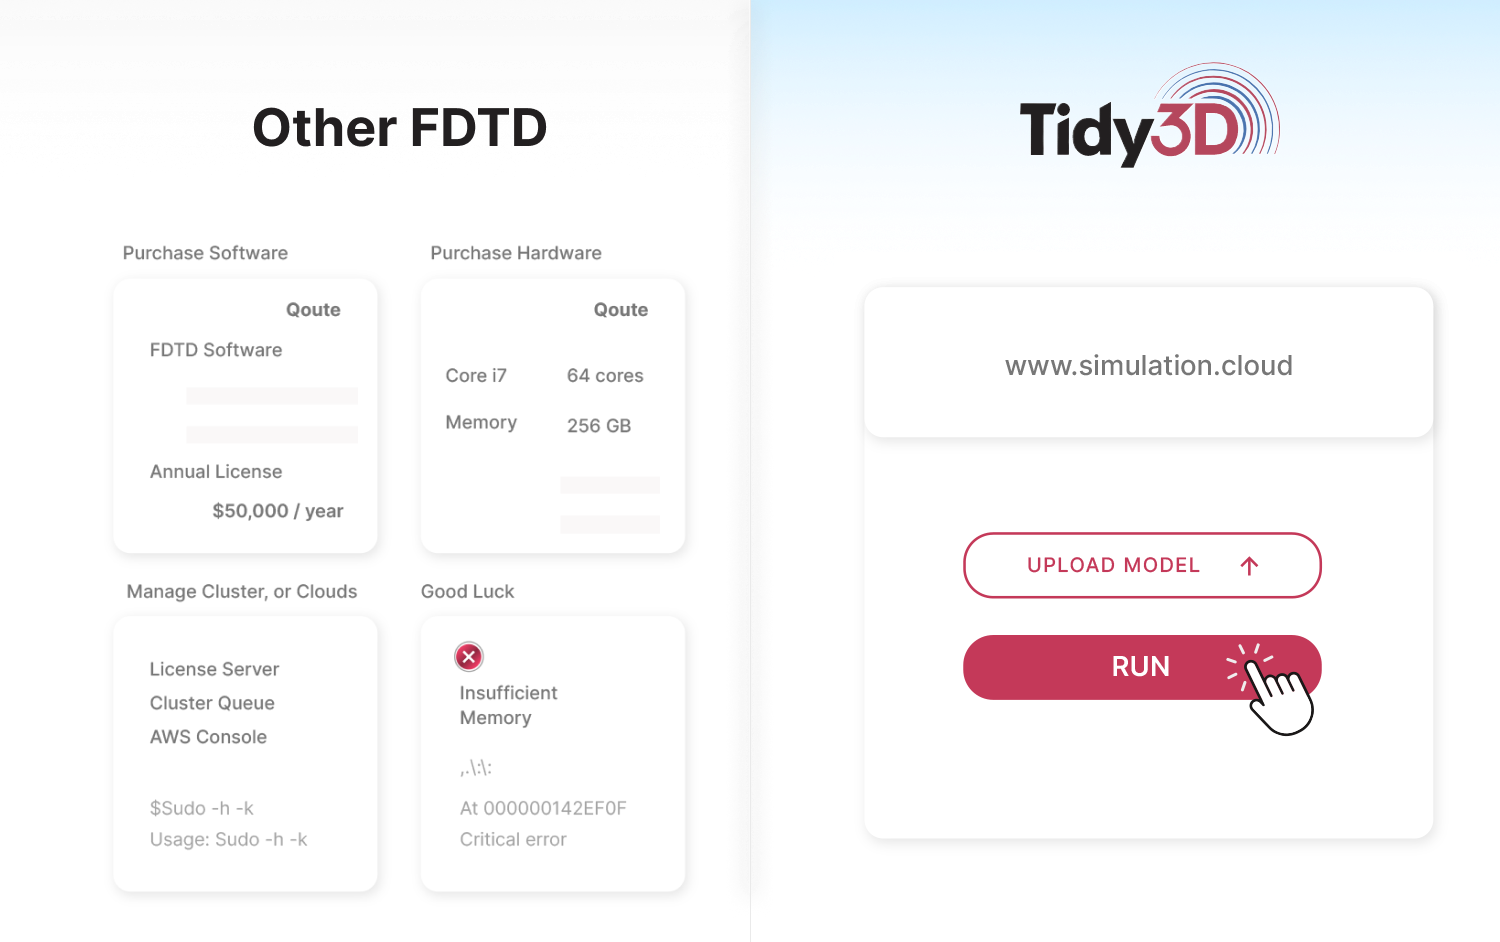 Other FDTD
Purchase Software
Qoute
FDTD Software
Annual License
$50,000 / year
Purchase Hardware
Qoute
Core i7 64 cores
Memory 256 GB
Manage Cluster, or Clouds
License Server
Cluster Queue
AWS Console
$Sudo -h -k
Usage: Sudo -h -k
Good Luck
Insufficient
Memory
,.\:\:
At 000000142EF0F
Critical error
Tidy3D
www.simulation.cloud
UPLOAD MODEL
RUN